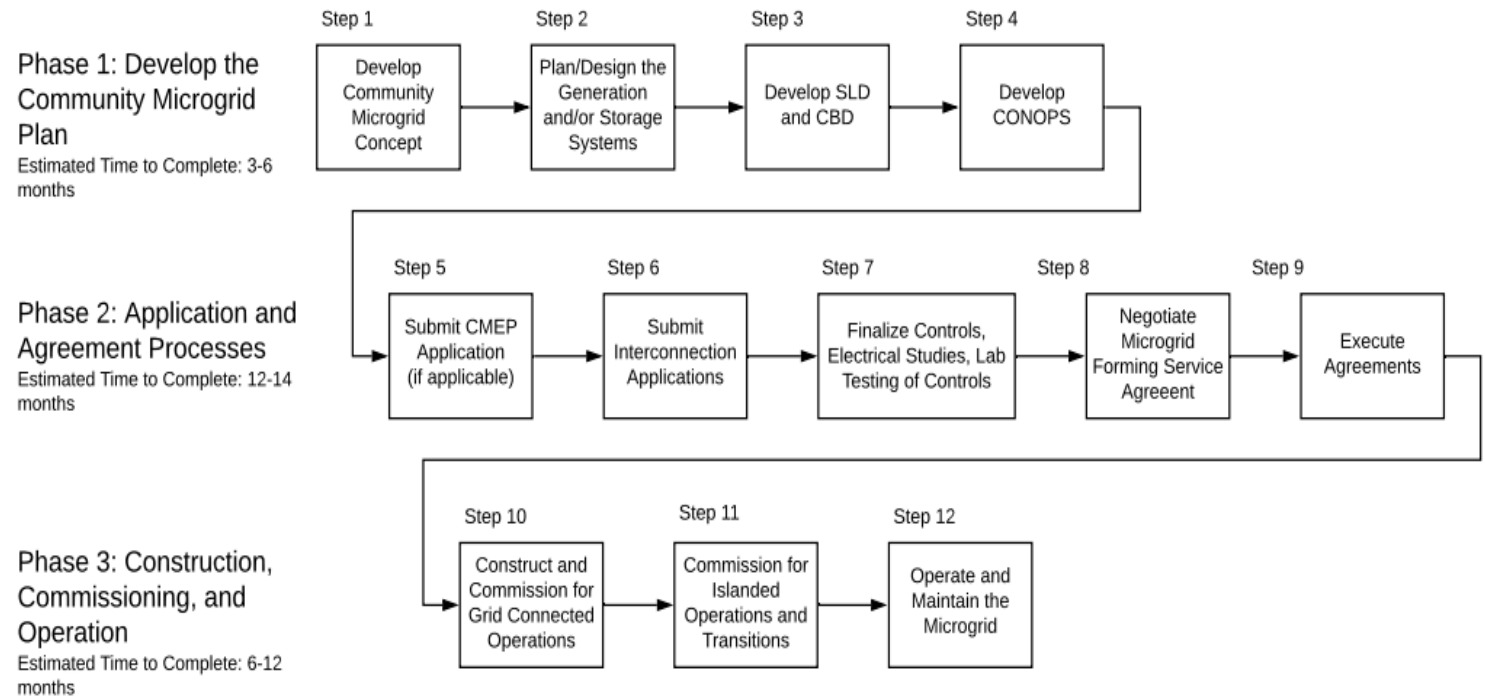 Step 1
Step 2
Step 3
Step 4
Phase 1: Develop the
Community Microgrid
Plan
Estimated Time to Complete: 3-6
months
Develop
Community
Microgrid
Concept
Plan/Design the
Generation
and/or Storage
Systems
Develop SLD
and CBD
Develop
CONOPS
Step 5
Step 6
Step 7
Step 8
Step 9
Phase 2: Application and
Agreement Processes
Estimated Time to Complete: 12-14
months
Submit CMEP
Application
(if applicable)
Submit
Interconnection
Applications
Finalize Controls,
Electrical Studies, Lab
Testing of Controls
Negotiate
Microgrid
Forming Service
Agreeent
Execute
Agreements
Step 10
Step 11
Step 12
Phase 3: Construction,
Commissioning, and
Operation
Estimated Time to Complete: 6-12
months
Construct and
Commission for
Grid Connected
Operations
Commission for
Islanded
Operations and
Transitions
Operate and
Maintain the
Microgrid